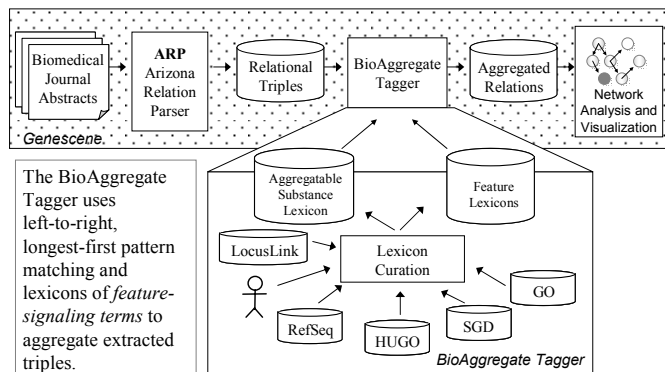 Biomedical
Journal
Abstracts
ARP
Arizona
Relation
Parser
Relational
Triples
BioAggregate
Tagger
Aggregated
Relations
Network
Analysis and
Visualization
Genescene
The BioAggregate
Tagger uses
left-to-right,
longest-first pattern
matching and
lexicons of feature-
signaling terms to
aggregate extracted
triples.
Aggregatable
Substance
Lexicon
Feature
Lexicons
LocusLink
Lexicon
Curation
RefSeq
HUGO
SGD
GO
BioAggregate Tagger